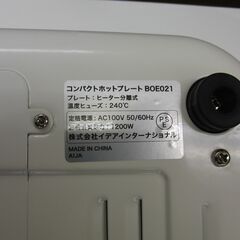 コンパクトホットプレート BOE021
プレート：ヒーター分離式
温度ヒューズ：240℃
定格電源：AC100V 50/60Hz
200W
PS
E
株式会社イデアインターナショナル
MADE IN CHINA
AIJA